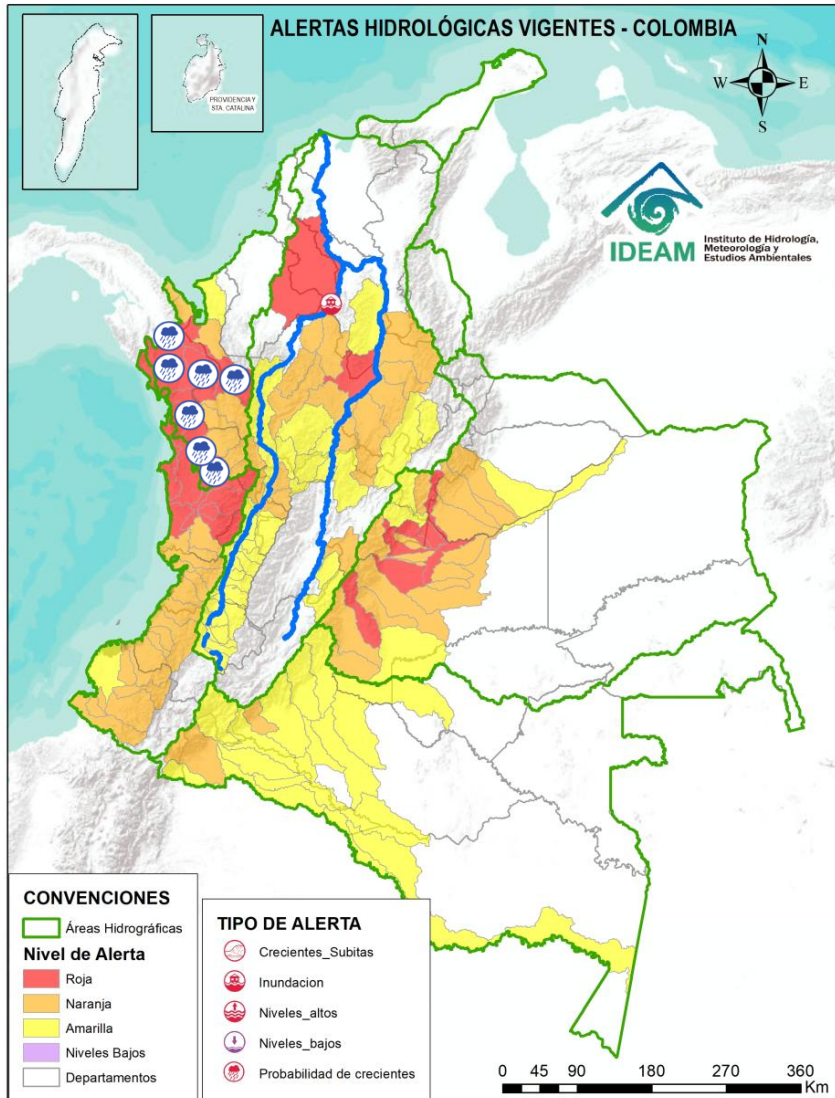 ALERTAS HIDROLÓGICAS VIGENTES - COLOMBIA
PROVIDENCIA Y
STA. CATALINA
N
W
E
S
IDEAM
Instituto de Hidrología,
Meteorología y
Estudios Ambientales
CONVENCIONES
Áreas Hidrográficas
Nivel de Alerta
Roja
Naranja
Amarilla
Niveles Bajos
Departamentos
TIPO DE ALERTA
Crecientes_Subitas
Inundacion
Niveles_altos
Niveles_bajos
Probabilidad de crecientes
0 45 90 180 270 360
Km